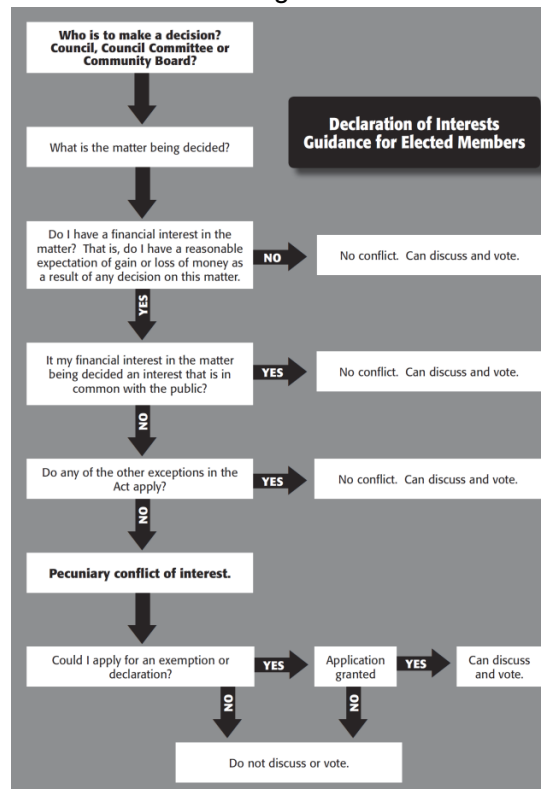 Who is to make a decision?
Council, Council Committee or
Community Board?
Declaration of Interests
Guidance for Elected Members
What is the matter being decided?
Do I have a financial interest in the
matter? That is, do I have a reasonable
expectation of gain or loss of money as
a result of any decision on this matter.
NO
No conflict. Can discuss and vote.
YES
It my financial interest in the matter
being decided an interest that is in
common with the public?
YES
No conflict. Can discuss and vote.
NO
Do any of the other exceptions in the
Act apply?
YES
No conflict. Can discuss and vote.
NO
Pecuniary conflict of interest.
Could I apply for an exemption or
declaration?
YES
Application
granted
YES
Can discuss
and vote.
NO
NO
Do not discuss or vote.